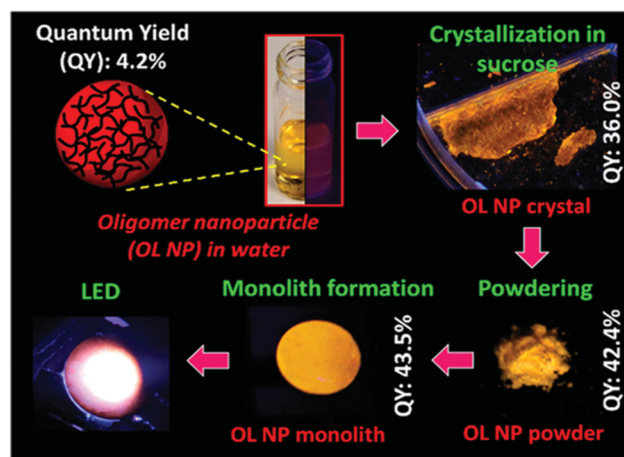 Quantum Yield
(QY): 4.2%
Oligomer nanoparticle
(OL NP) in water
Crystallization in
sucrose
QY: 36.0%
OL NP crystal
Powdering
QY: 42.4%
OL NP powder
Monolith formation
QY: 43.5%
OL NP monolith
LED